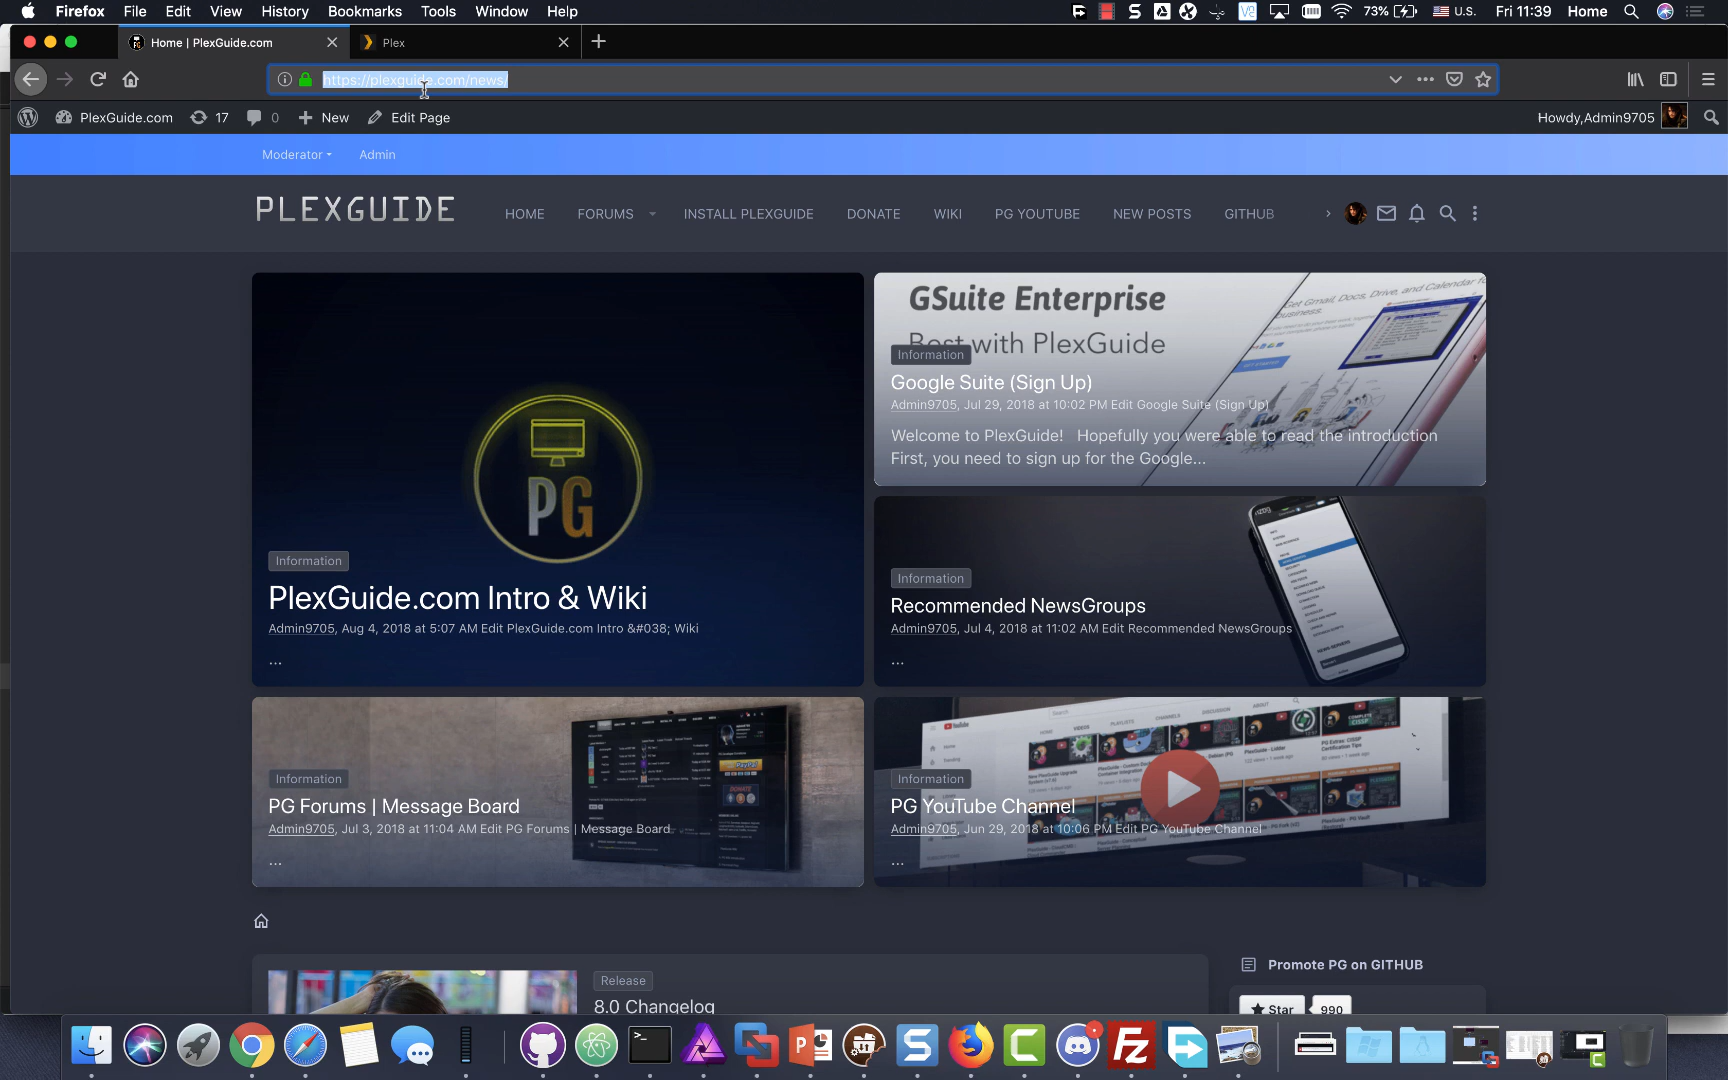 Firefox File Edit View History Bookmarks Tools Window Help 73% U.S. Fri 11:39 Home
Home | PlexGuide.com Plex
https://plexguide.com/news/
PlexGuide.com 17 0 New Edit Page Howdy,Admin9705
Moderator Admin
PLEXGUIDE HOME FORUMS INSTALL PLEXGUIDE DONATE WIKI PG YOUTUBE NEW POSTS GITHUB
PG
Information
PlexGuide.com Intro & Wiki
Admin9705, Aug 4, 2018 at 5:07 AM Edit PlexGuide.com Intro &#038; Wiki
...
GSuite Enterprise
Best with PlexGuide
Information
Google Suite (Sign Up)
Admin9705, Jul 29, 2018 at 10:02 PM Edit Google Suite (Sign Up)
Welcome to PlexGuide! Hopefully you were able to read the introduction
First, you need to sign up for the Google...
Information
Recommended NewsGroups
Admin9705, Jul 4, 2018 at 11:02 AM Edit Recommended NewsGroups
...
Information
PG Forums | Message Board
Admin9705, Jul 3, 2018 at 11:04 AM Edit PG Forums | Message Board
...
Information
PG YouTube Channel
Admin9705, Jun 29, 2018 at 10:06 PM Edit PG YouTube Channel
...
Release
8.0 Changelog
Promote PG on GITHUB
Star 990